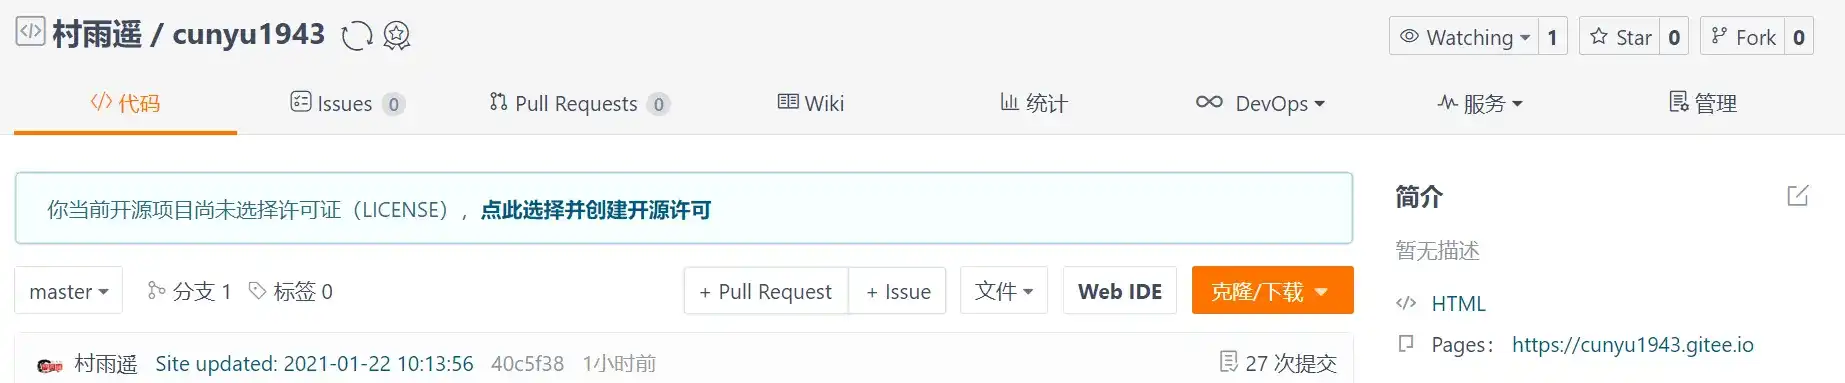 村雨遥 / cunyu1943
Watching 1 Star 0 Fork 0
代码 Issues 0 Pull Requests 0 Wiki 统计 DevOps 服务 管理
你当前开源项目尚未选择许可证（LICENSE），点此选择并创建开源许可
master 分支 1 标签 0 + Pull Request + Issue 文件 Web IDE 克隆/下载
村雨遥 Site updated: 2021-01-22 10:13:56 40c5f38 1小时前 27 次提交
简介
暂无描述
HTML
Pages： https://cunyu1943.gitee.io